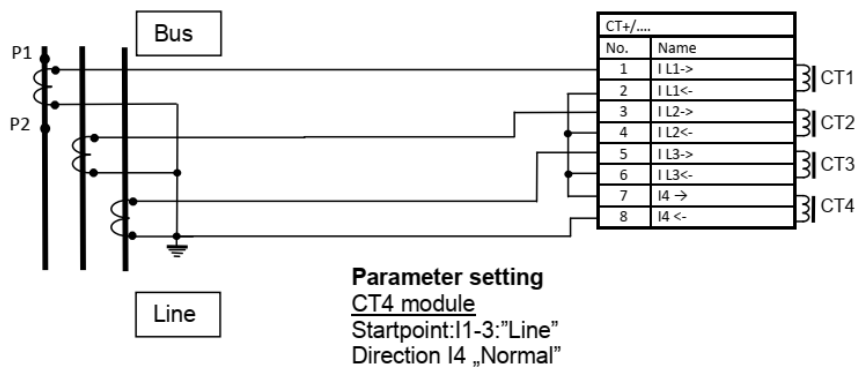 Bus
P1
P2
Line
CT+/....
No. Name
1 I L1->
2 I L1<-
3 I L2->
4 I L2<-
5 I L3->
6 I L3<-
7 I4 →
8 I4 <-
CT1
CT2
CT3
CT4
Parameter setting
CT4 module
Startpoint:I1-3:”Line”
Direction I4 „Normal”